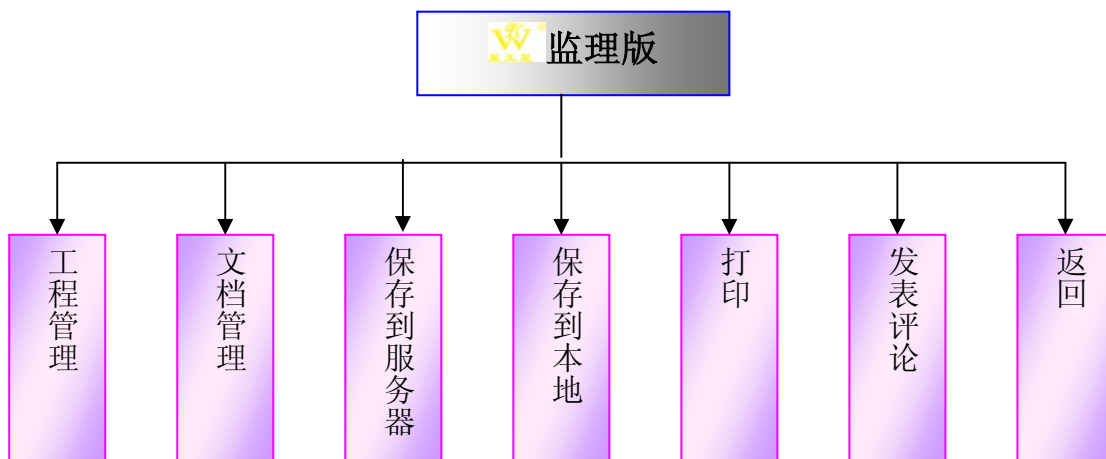 监理版
工程管理
文档管理
保存到服务器
保存到本地
打印
发表评论
返回